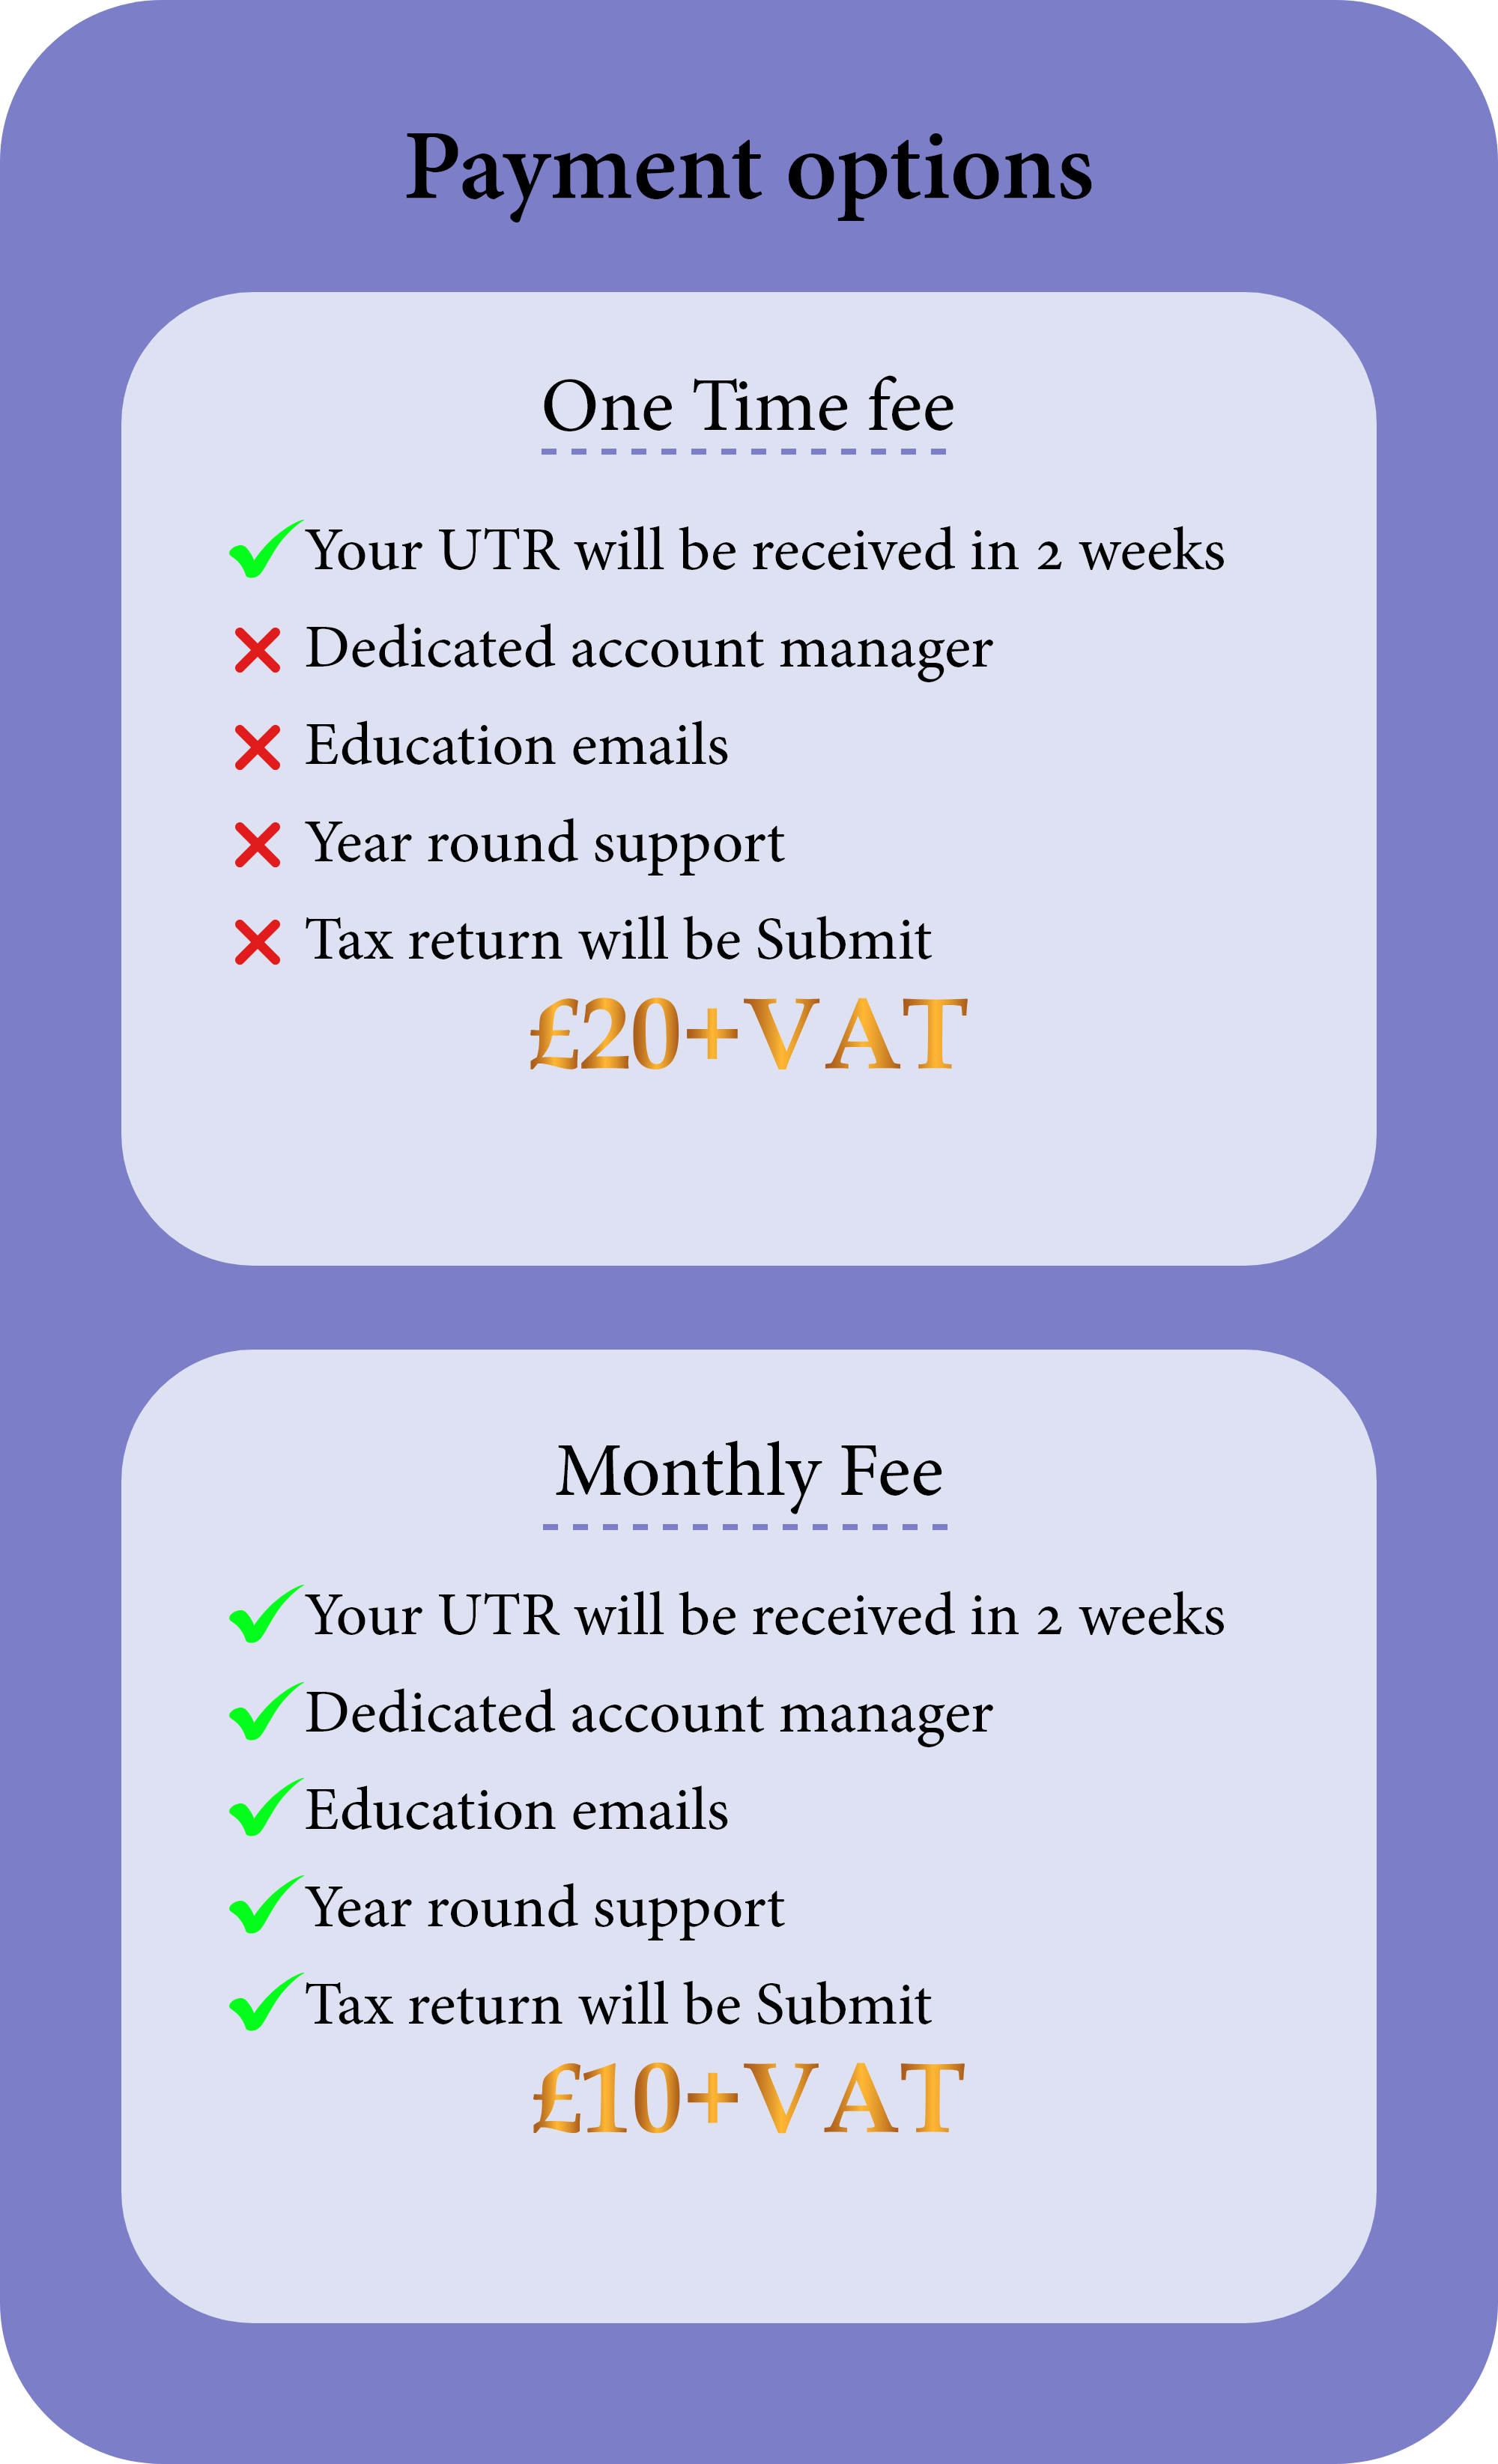 Payment options
One Time fee
Your UTR will be received in 2 weeks
Dedicated account manager
Education emails
Year round support
Tax return will be Submit
£20+VAT
Monthly Fee
Your UTR will be received in 2 weeks
Dedicated account manager
Education emails
Year round support
Tax return will be Submit
£10+VAT